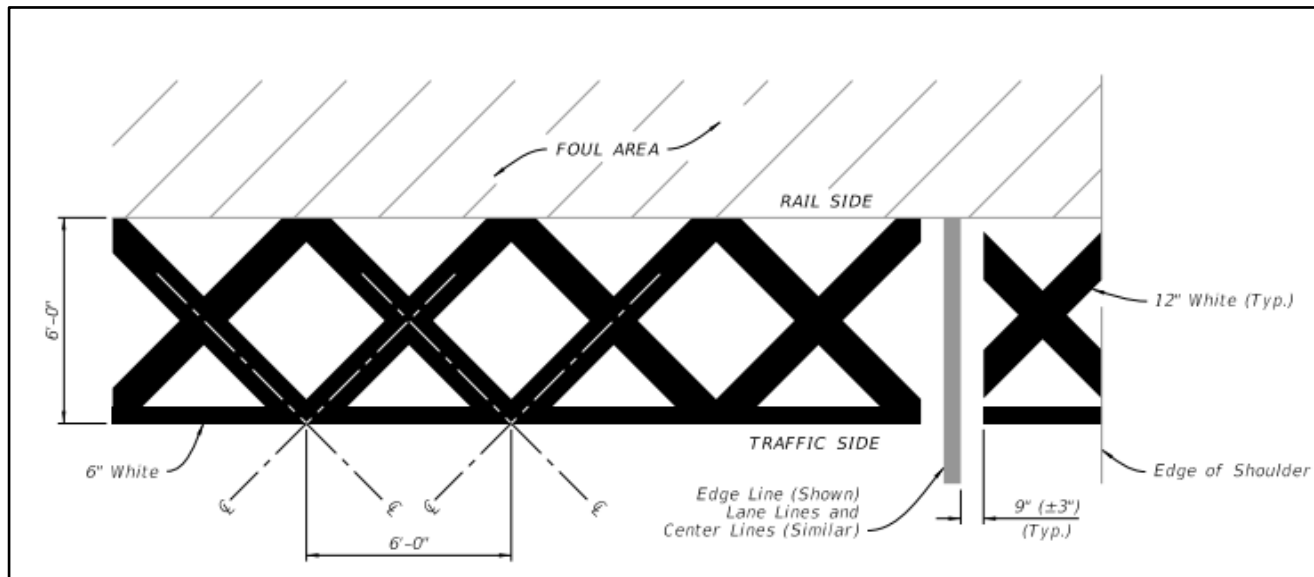 FOUL AREA
RAIL SIDE
6'-0"
12" White (Typ.)
TRAFFIC SIDE
6" White
Edge of Shoulder
Edge Line (Shown)
Lane Lines and
Center Lines (Similar)
9" (±3")
(Typ.)
℄
℄
℄
℄
6'-0"